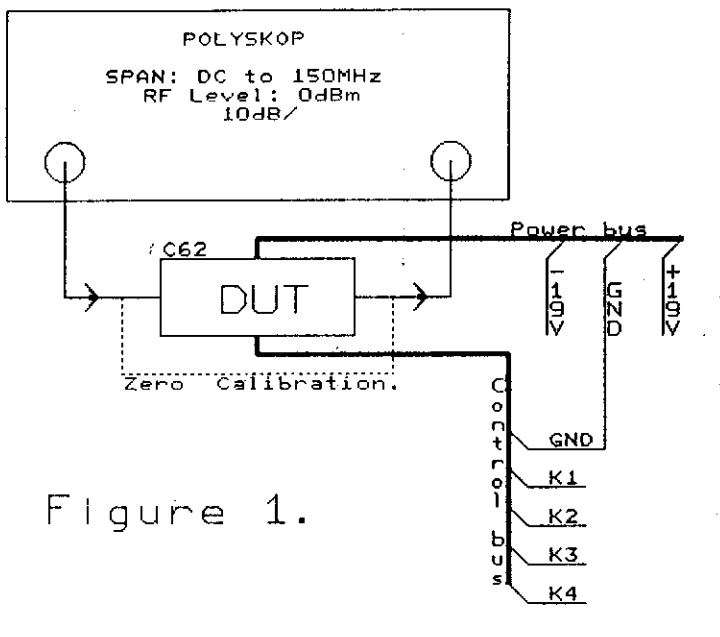 POLYSKOP
SPAN: DC to 150MHz
RF Level: 0dBm
10dB/
Power bus
C62
DUT
-19V
GND
+19V
Zero Calibration.
Control bus
GND
K1
K2
K3
K4
Figure 1.